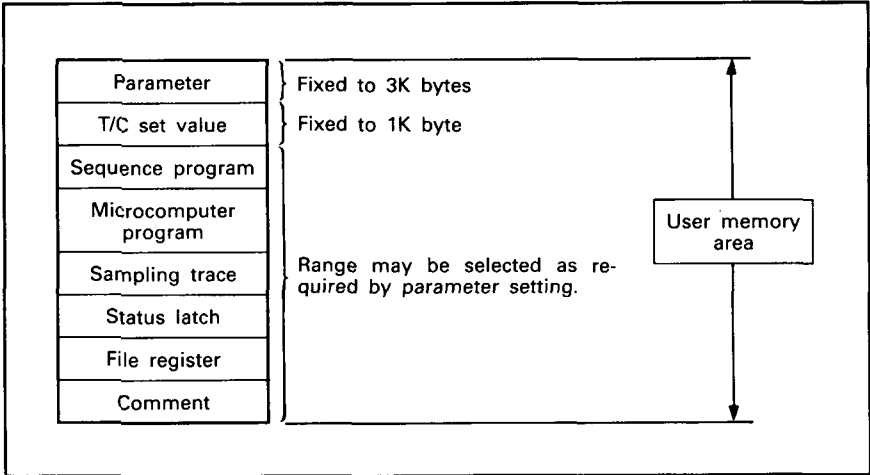 Parameter
Fixed to 3K bytes
T/C set value
Fixed to 1K byte
Sequence program
Microcomputer
program
Sampling trace
Status latch
File register
Comment
Range may be selected as re-
quired by parameter setting.
User memory
area